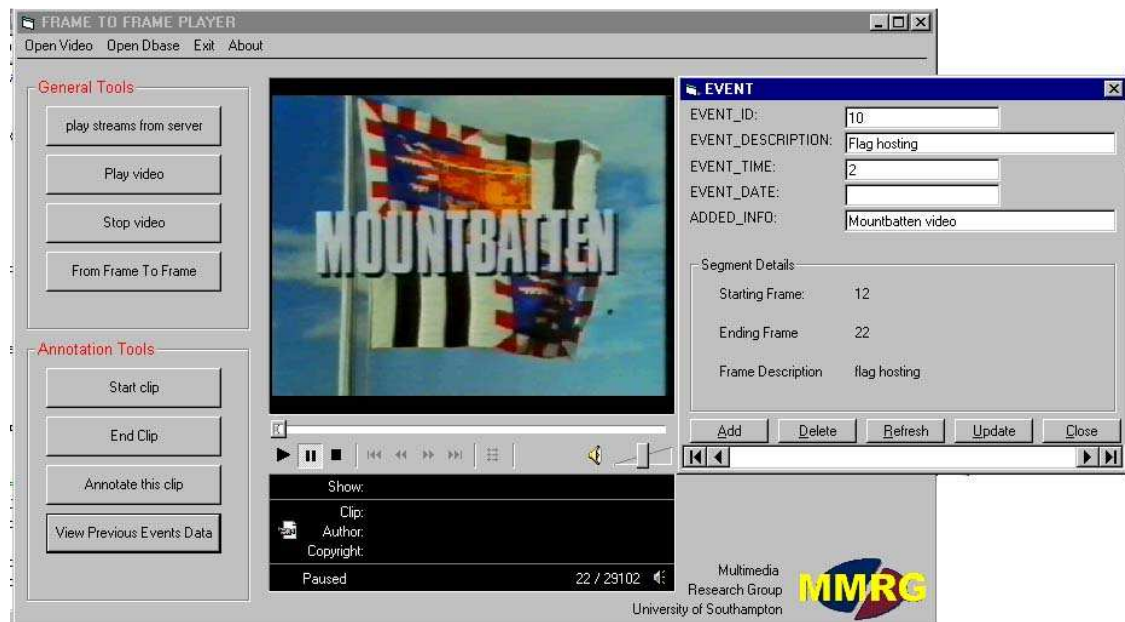 FRAME TO FRAME PLAYER
Open Video Open Dbase Exit About
General Tools
play streams from server
Play video
Stop video
From Frame To Frame
Annotation Tools
Start clip
End Clip
Annotate this clip
View Previous Events Data
MOUNTBATTEN
Show:
Clip:
Author:
Copyright:
Paused 22 / 29102
EVENT
EVENT_ID: 10
EVENT_DESCRIPTION: Flag hosting
EVENT_TIME: 2
EVENT_DATE:
ADDED_INFO: Mountbatten video
Segment Details
Starting Frame: 12
Ending Frame 22
Frame Description flag hosting
Add Delete Refresh Update Close
Multimedia
Research Group
University of Southampton
MMRG